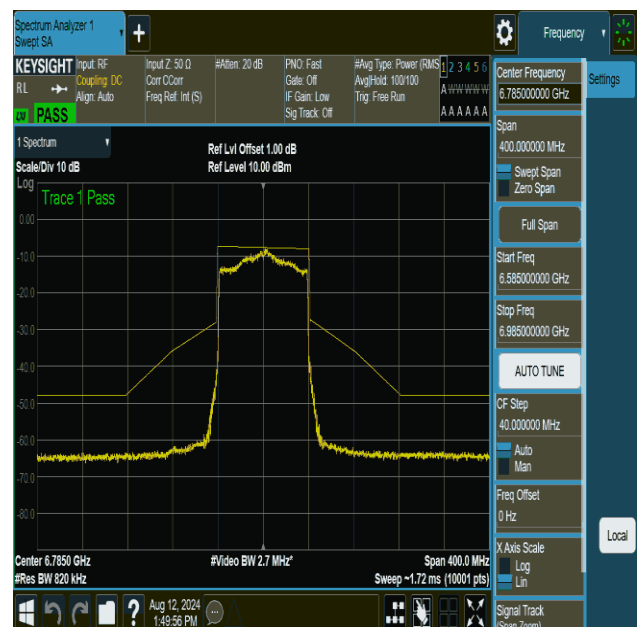 Spectrum Analyzer 1
Swept SA
Frequency
KEYSIGHT
RL
PASS
Input: RF
Coupling: DC
Align: Auto
Input Z: 50 Ω
Corr CCorr
Freq Ref: Int (S)
#Atten: 20 dB
PNO: Fast
Gate: Off
IF Gain: Low
Sig Track: Off
#Avg Type: Power (RMS
Avg|Hold: 100/100
Trig: Free Run
1 2 3 4 5 6
A W W W W W
A A A A A A
Center Frequency
6.785000000 GHz
Settings
Span
400.000000 MHz
Swept Span
Zero Span
Full Span
Start Freq
6.585000000 GHz
Stop Freq
6.985000000 GHz
AUTO TUNE
CF Step
40.000000 MHz
Auto
Man
Freq Offset
0 Hz
X Axis Scale
Log
Lin
Signal Track
(Span Zoom)
Local
1 Spectrum
Scale/Div 10 dB
Ref Lvl Offset 1.00 dB
Ref Level 10.00 dBm
Log
Trace 1 Pass
0.00
-10.0
-20.0
-30.0
-40.0
-50.0
-60.0
-70.0
-80.0
Center 6.7850 GHz
#Res BW 820 kHz
#Video BW 2.7 MHz*
Span 400.0 MHz
Sweep ~1.72 ms (10001 pts)
?
Aug 12, 2024
1:49:56 PM